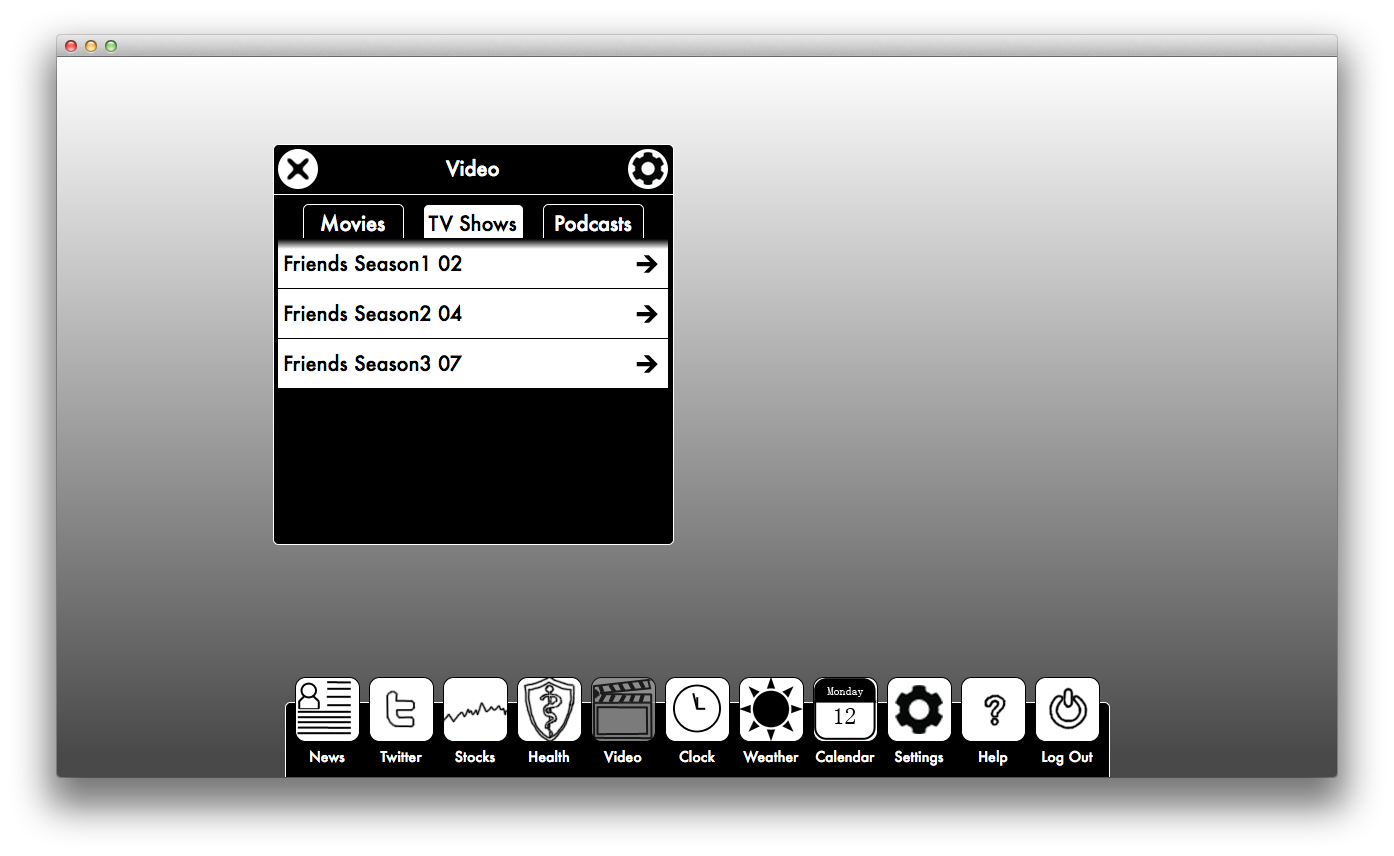 Video
Movies TV Shows Podcasts
Friends Season1 02
Friends Season2 04
Friends Season3 07
Monday
12
?
News Twitter Stocks Health Video Clock Weather Calendar Settings Help Log Out